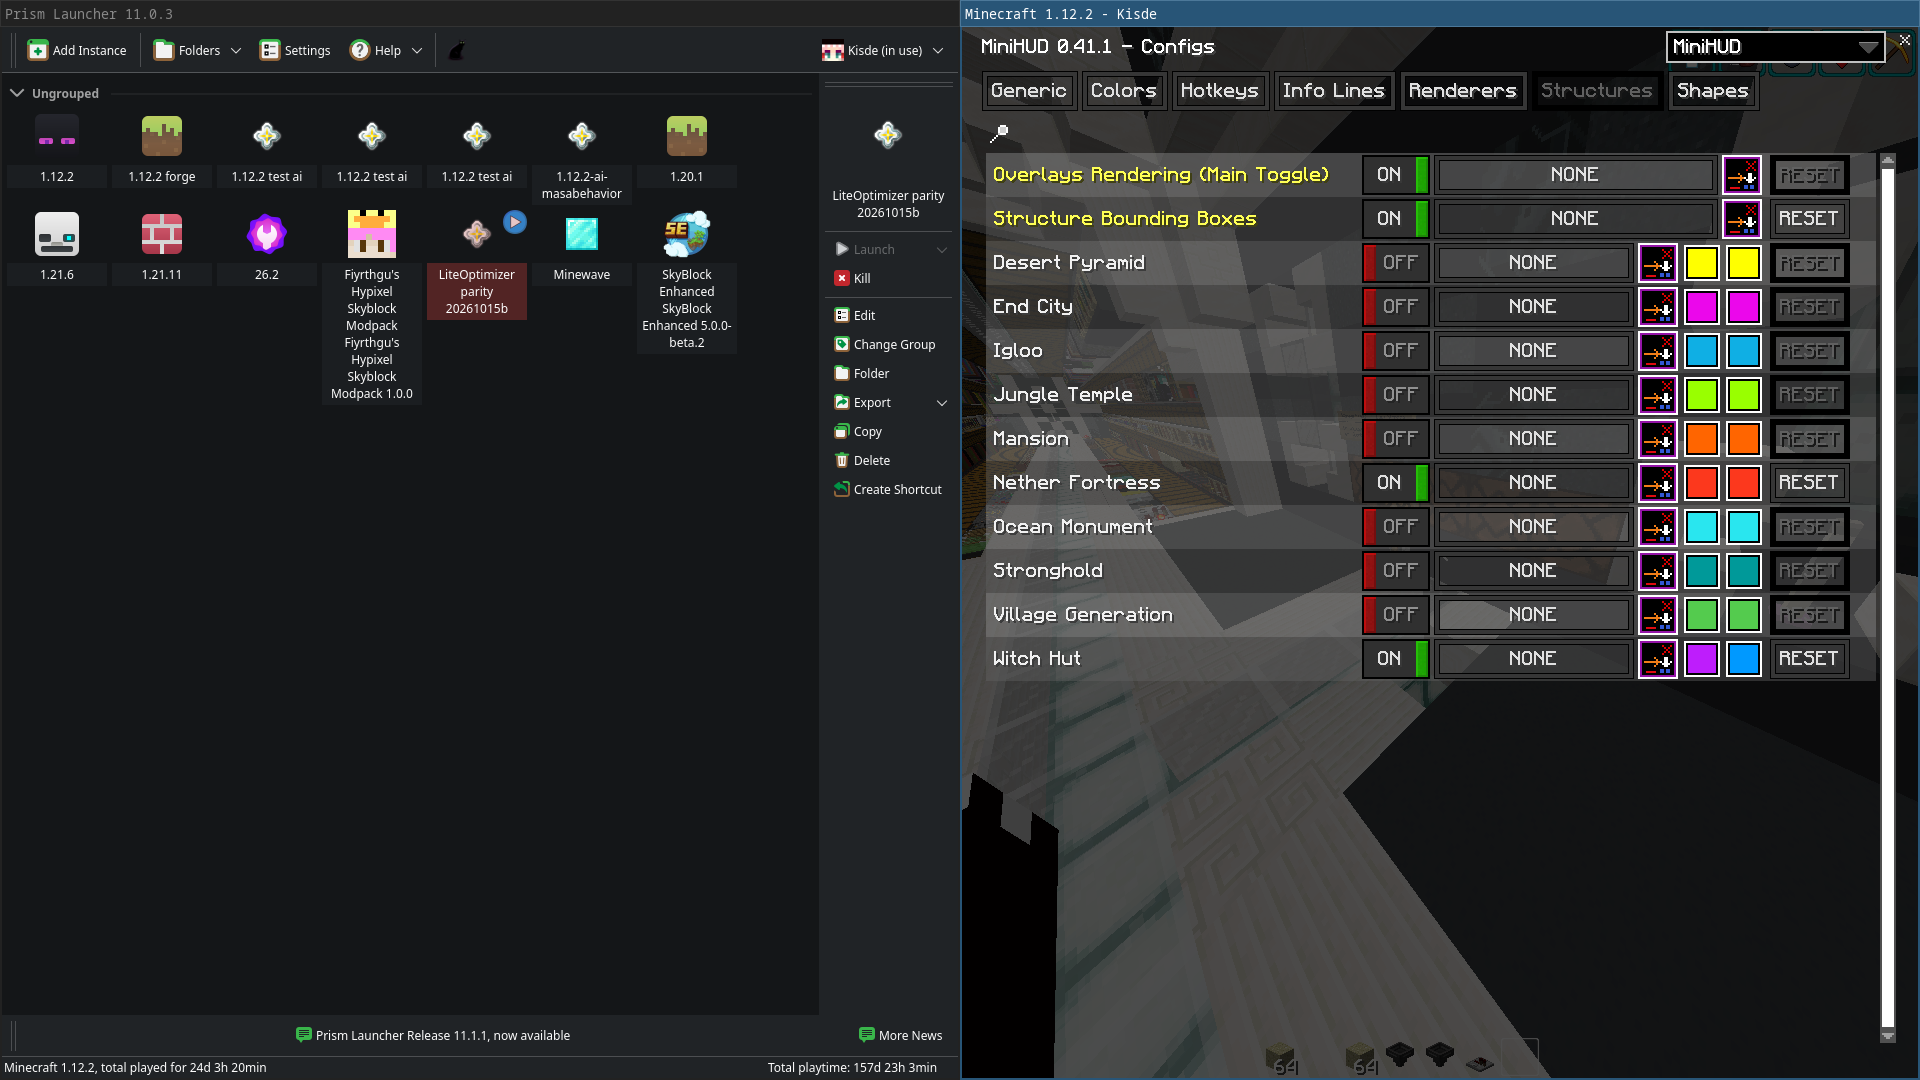 Prism Launcher 11.0.3
Add Instance
Folders
Settings
Help
Kisde (in use)
Ungrouped
1.12.2
1.12.2 forge
1.12.2 test ai
1.12.2 test ai
1.12.2 test ai
1.12.2-ai-
masabehavior
1.20.1
1.21.6
1.21.11
26.2
Fiyrthgu's
Hypixel
Skyblock
Modpack
Fiyrthgu's
Hypixel
Skyblock
Modpack 1.0.0
LiteOptimizer
parity
20261015b
Minewave
SE
SkyBlock
Enhanced
SkyBlock
Enhanced 5.0.0-
beta.2
LiteOptimizer parity
20261015b
Launch
Kill
Edit
Change Group
Folder
Export
Copy
Delete
Create Shortcut
Prism Launcher Release 11.1.1, now available
More News
Minecraft 1.12.2, total played for 24d 3h 20min
Total playtime: 157d 23h 3min
Minecraft 1.12.2 - Kisde
MiniHUD 0.41.1 - Configs
MiniHUD
Generic Colors Hotkeys Info Lines Renderers Structures Shapes
Overlays Rendering (Main Toggle) ON NONE RESET
Structure Bounding Boxes ON NONE RESET
Desert Pyramid OFF NONE RESET
End City OFF NONE RESET
Igloo OFF NONE RESET
Jungle Temple OFF NONE RESET
Mansion OFF NONE RESET
Nether Fortress ON NONE RESET
Ocean Monument OFF NONE RESET
Stronghold OFF NONE RESET
Village Generation OFF NONE RESET
Witch Hut ON NONE RESET
64 64